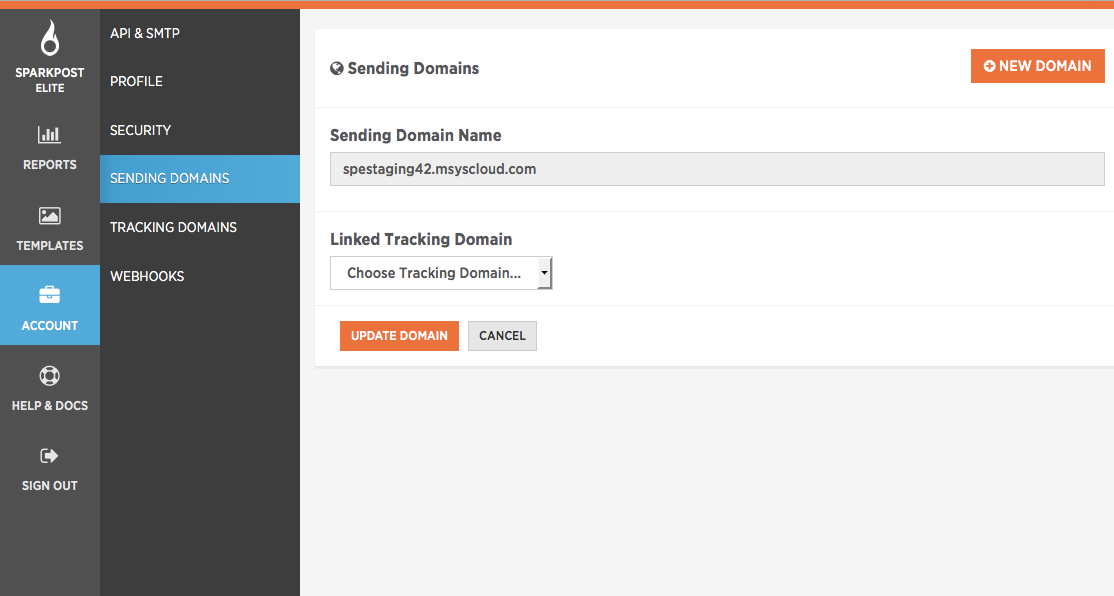 SPARKPOST
ELITE
REPORTS
TEMPLATES
ACCOUNT
HELP & DOCS
SIGN OUT
API & SMTP
PROFILE
SECURITY
SENDING DOMAINS
TRACKING DOMAINS
WEBHOOKS
Sending Domains
NEW DOMAIN
Sending Domain Name
spestaging42.msyscloud.com
Linked Tracking Domain
Choose Tracking Domain...
UPDATE DOMAIN
CANCEL